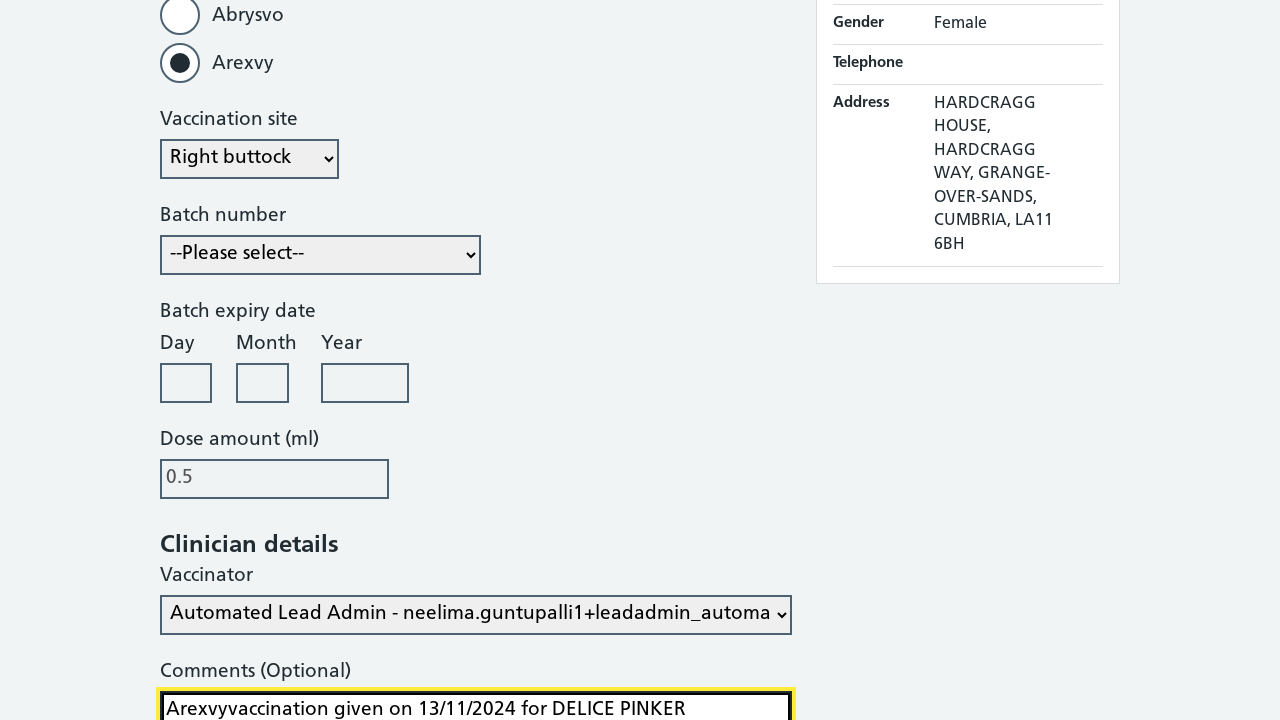 Abrysvo
Arexvy
Vaccination site
Right buttock
Batch number
--Please select--
Batch expiry date
Day Month Year
Dose amount (ml)
0.5
Clinician details
Vaccinator
Automated Lead Admin - neelima.guntupalli1+leadadmin_automa
Comments (Optional)
Arexvyvaccination given on 13/11/2024 for DELICE PINKER
Gender Female
Telephone
Address HARDCRAGG
HOUSE,
HARDCRAGG
WAY, GRANGE-
OVER-SANDS,
CUMBRIA, LA11
6BH